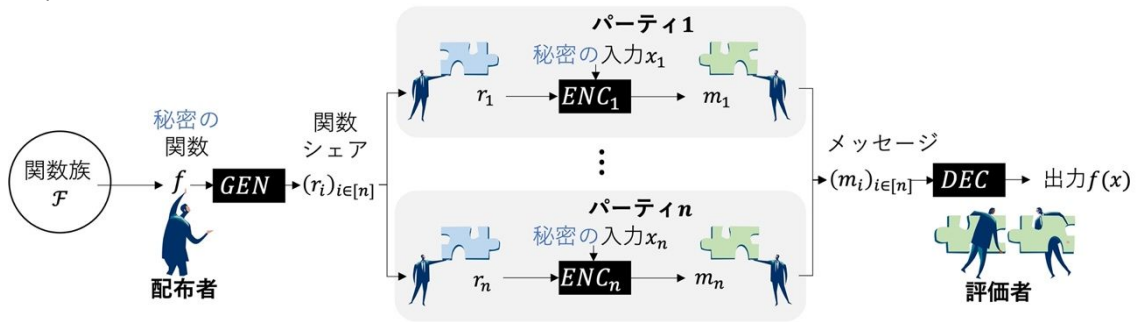 関数族
ℱ
秘密の
関数
f
配布者
GEN
関数
シェア
(r_i)_{i∈[n]}
パーティ1
秘密の入力x_1
r_1
ENC_1
m_1
⋮
パーティn
秘密の入力x_n
r_n
ENC_n
m_n
メッセージ
(m_i)_{i∈[n]}
DEC
出力f(x)
評価者